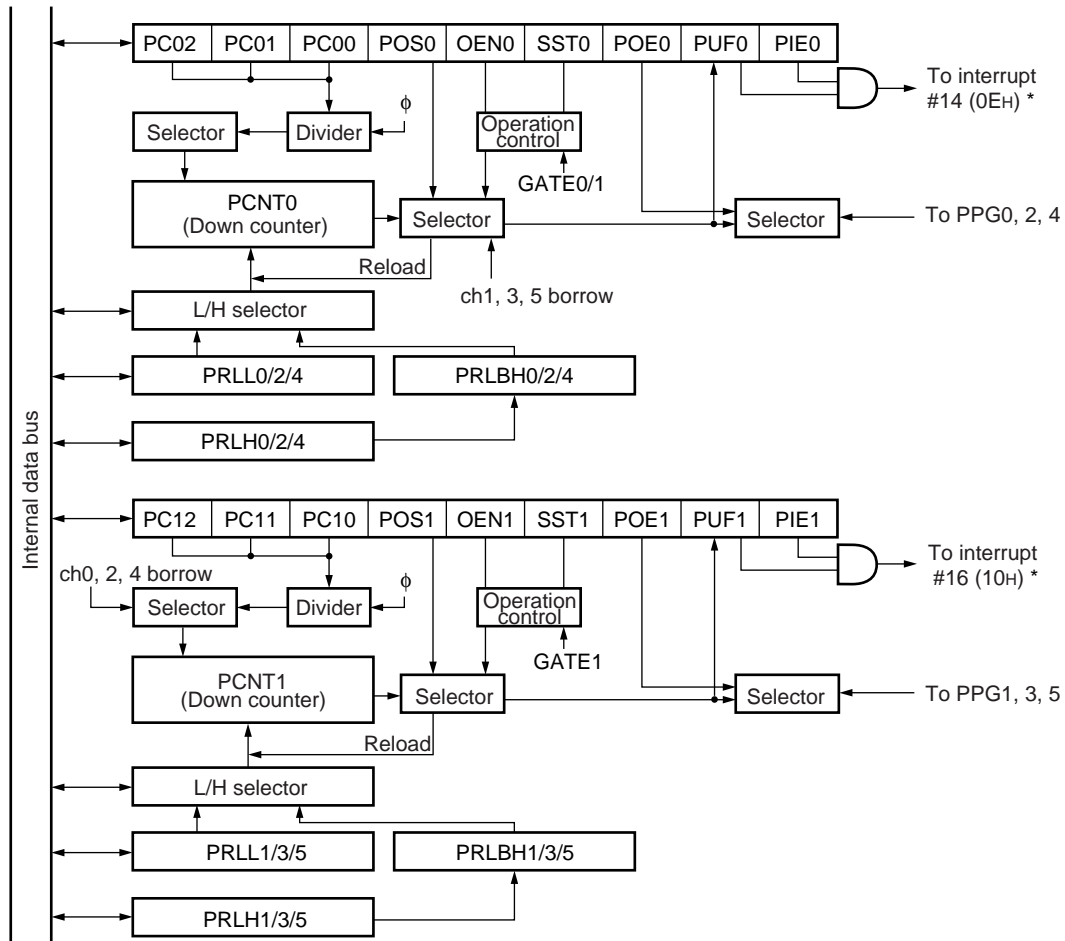 PC02 PC01 PC00 POS0 OEN0 SST0 POE0 PUF0 PIE0
To interrupt
#14 (0EH) *
Selector
Divider
ϕ
Operation
control
GATE0/1
PCNT0
(Down counter)
Selector
Selector
To PPG0, 2, 4
Reload
ch1, 3, 5 borrow
L/H selector
PRLL0/2/4
PRLBH0/2/4
PRLH0/2/4
Internal data bus
PC12 PC11 PC10 POS1 OEN1 SST1 POE1 PUF1 PIE1
To interrupt
#16 (10H) *
ch0, 2, 4 borrow
Selector
Divider
ϕ
Operation
control
GATE1
PCNT1
(Down counter)
Selector
Selector
To PPG1, 3, 5
Reload
L/H selector
PRLL1/3/5
PRLBH1/3/5
PRLH1/3/5